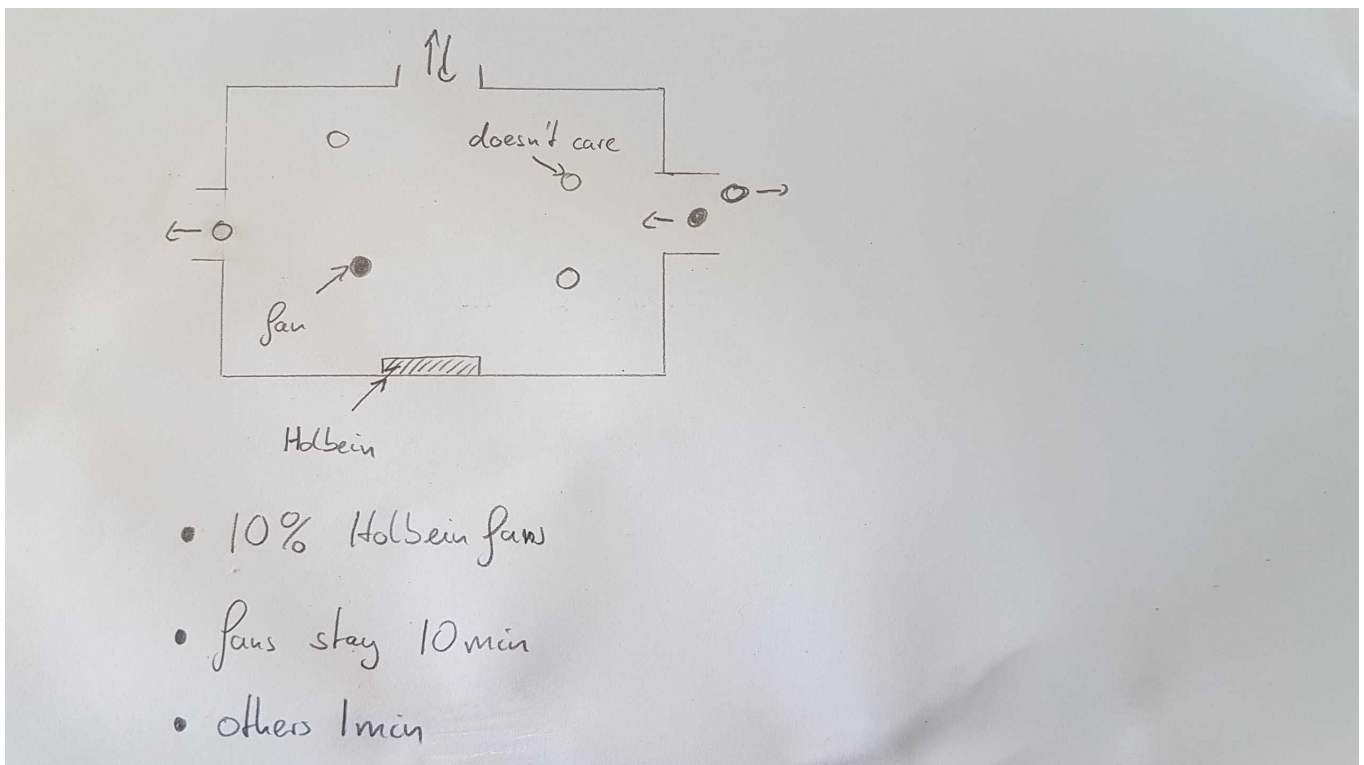 doesn't care
fan
Holbein
• 10% Holbein fans
• fans stay 10 min
• others 1 min